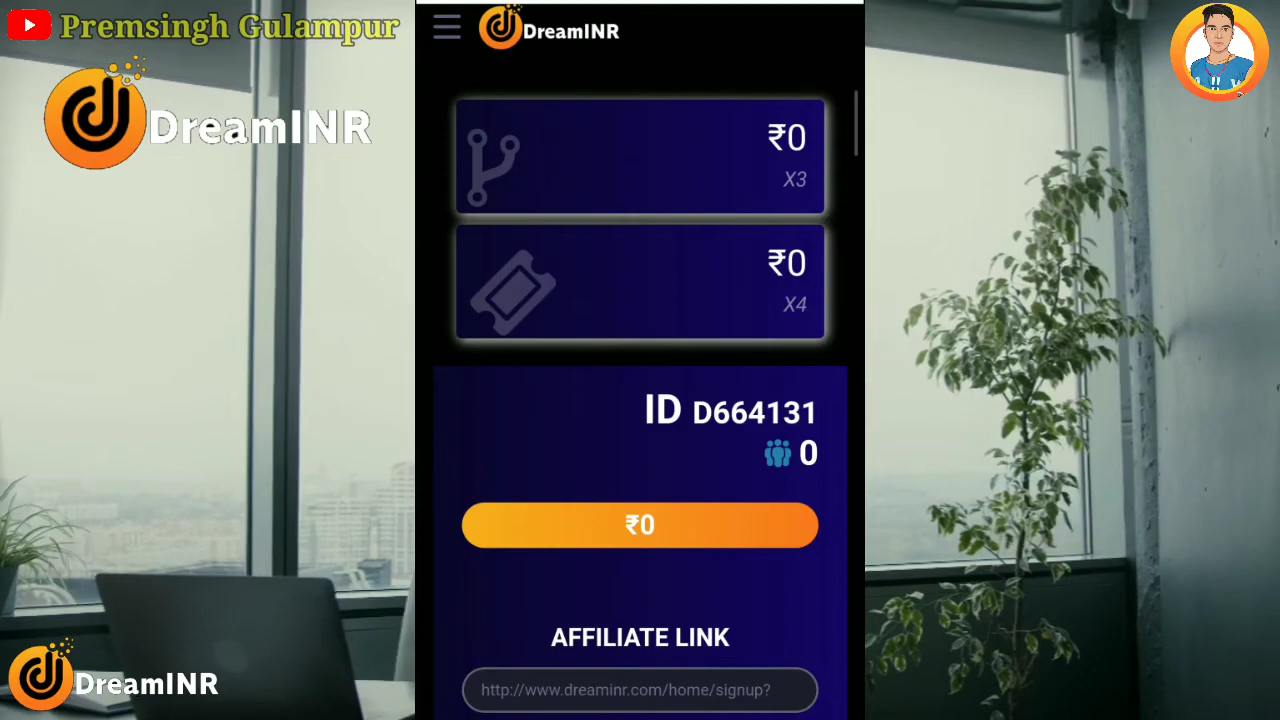 Premsingh Gulampur
DreamINR
DreamINR
₹0
X3
₹0
X4
ID D664131
0
₹0
AFFILIATE LINK
http://www.dreaminr.com/home/signup?
DreamINR